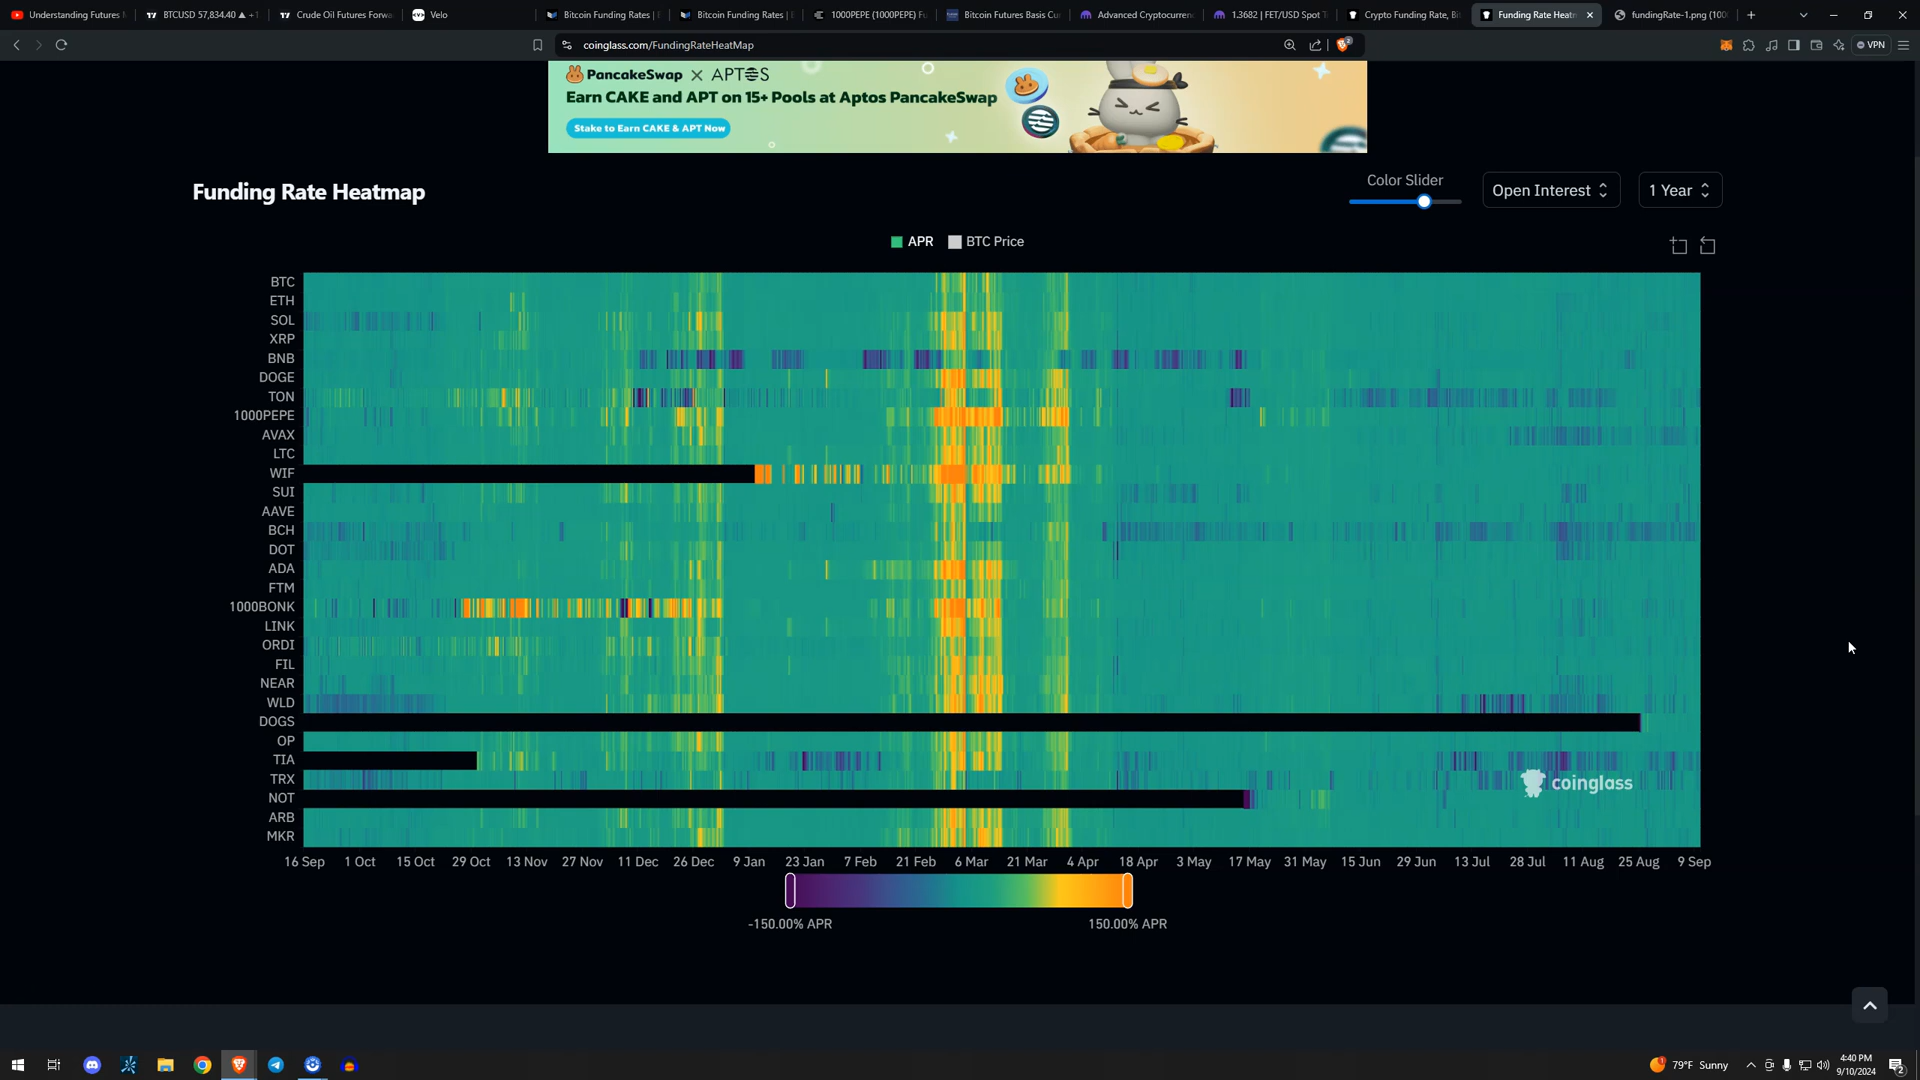 Understanding Futures M
BTCUSD 57,834.40 ▲ +1
Crude Oil Futures Forwa
Velo
Bitcoin Funding Rates |
Bitcoin Funding Rates |
1000PEPE (1000PEPE) Fu
Bitcoin Futures Basis Cu
Advanced Cryptocurren
1.3682 | FET/USD Spot T
Crypto Funding Rate, Bit
Funding Rate Heatm
fundingRate-1.png (100
coinglass.com/FundingRateHeatMap
2
VPN
PancakeSwap × APTOS
Earn CAKE and APT on 15+ Pools at Aptos PancakeSwap
Stake to Earn CAKE & APT Now
Funding Rate Heatmap
Color Slider
Open Interest
1 Year
APR
BTC Price
BTC
ETH
SOL
XRP
BNB
DOGE
TON
1000PEPE
AVAX
LTC
WIF
SUI
AAVE
BCH
DOT
ADA
FTM
1000BONK
LINK
ORDI
FIL
NEAR
WLD
DOGS
OP
TIA
TRX
NOT
ARB
MKR
coinglass
16 Sep 1 Oct 15 Oct 29 Oct 13 Nov 27 Nov 11 Dec 26 Dec 9 Jan 23 Jan 7 Feb 21 Feb 6 Mar 21 Mar 4 Apr 18 Apr 3 May 17 May 31 May 15 Jun 29 Jun 13 Jul 28 Jul 11 Aug 25 Aug 9 Sep
-150.00% APR
150.00% APR
79°F Sunny
4:40 PM
9/10/2024
2